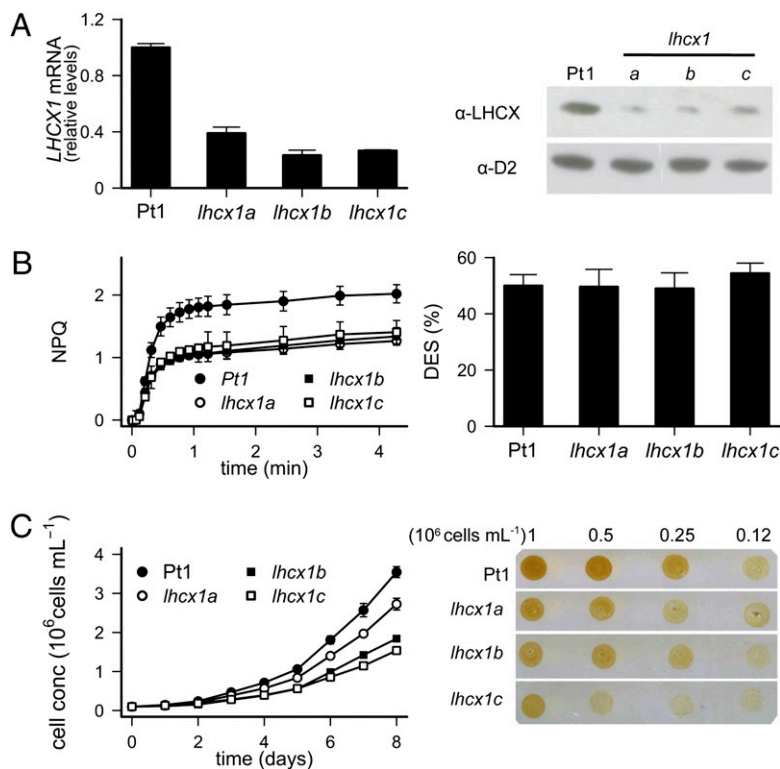 A
LHCX1 mRNA
(relative levels)
1.2
0.8
0.4
0
Pt1
lhcx1a
lhcx1b
lhcx1c
lhcx1
Pt1
a
b
c
α-LHCX
α-D2
B
NPQ
2
1
0
Pt1
lhcx1b
lhcx1a
lhcx1c
0
1
2
3
4
time (min)
DES (%)
60
40
20
0
Pt1
lhcx1a
lhcx1b
lhcx1c
C
cell conc (10⁶cells mL⁻¹)
4
3
2
1
0
Pt1
lhcx1b
lhcx1a
lhcx1c
0
2
4
6
8
time (days)
(10⁶cells mL⁻¹)
1
0.5
0.25
0.12
Pt1
lhcx1a
lhcx1b
lhcx1c